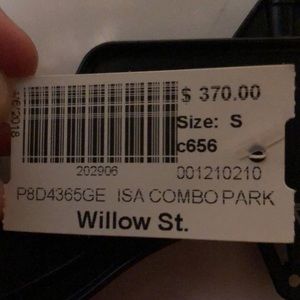 $ 370.00
Size: S
c656
202906 001210210
P8D4365GE ISA COMBO PARK
Willow St.